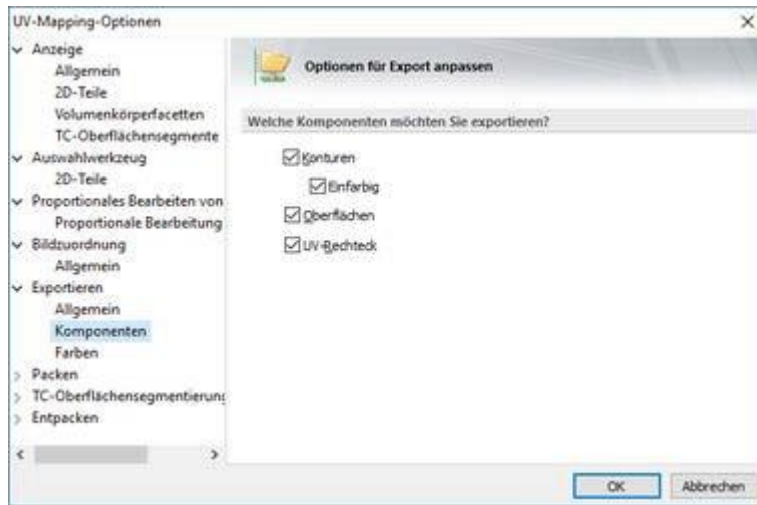 UV-Mapping-Optionen
Anzeige
Allgemein
2D-Teile
Volumenkörperfacetten
TC-Oberflächensegmente
Auswahlwerkzeug
2D-Teile
Proportionales Bearbeiten von
Proportionale Bearbeitung
Bildzuordnung
Allgemein
Exportieren
Allgemein
Komponenten
Farben
Packen
TC-Oberflächensegmentierung
Entpacken
Optionen für Export anpassen
Welche Komponenten möchten Sie exportieren?
Konturen
Einfarbig
Oberflächen
UV-Rechteck
OK
Abbrechen